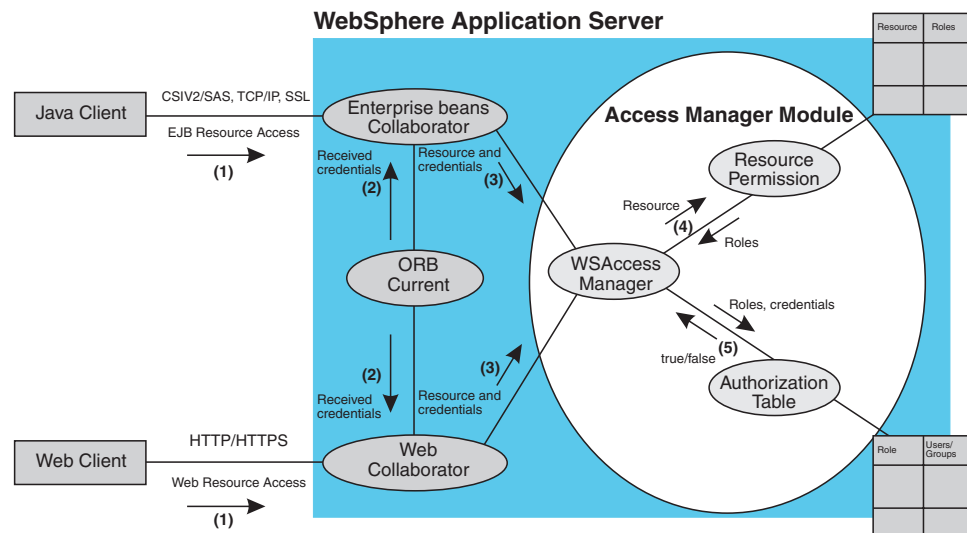 WebSphere Application Server
Resource
Roles
CSIV2/SAS, TCP/IP, SSL
Java Client
EJB Resource Access
(1)
Enterprise beans
Collaborator
Access Manager Module
Received
credentials
(2)
Resource and
credentials
(3)
Resource
Permission
Resource
(4)
Roles
ORB
Current
WSAccess
Manager
Roles, credentials
(5)
true/false
(2)
Received
credentials
(3)
Resource and
credentials
Authorization
Table
HTTP/HTTPS
Web Client
Web Resource Access
(1)
Web
Collaborator
Role
Users/
Groups